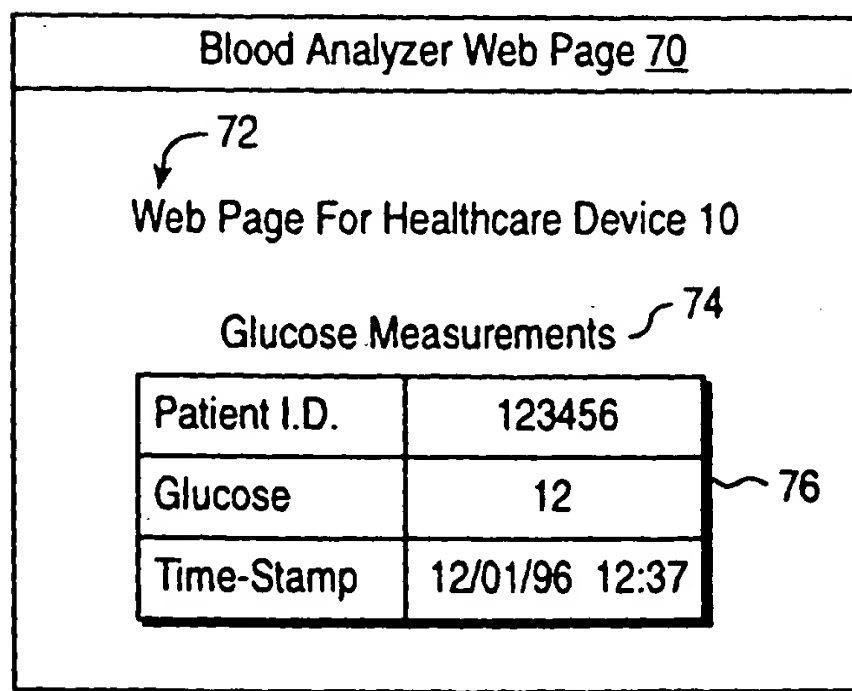 Blood Analyzer Web Page 70
72
Web Page For Healthcare Device 10
74
Glucose Measurements
Patient I.D. 123456
Glucose 12
76
Time-Stamp 12/01/96 12:37